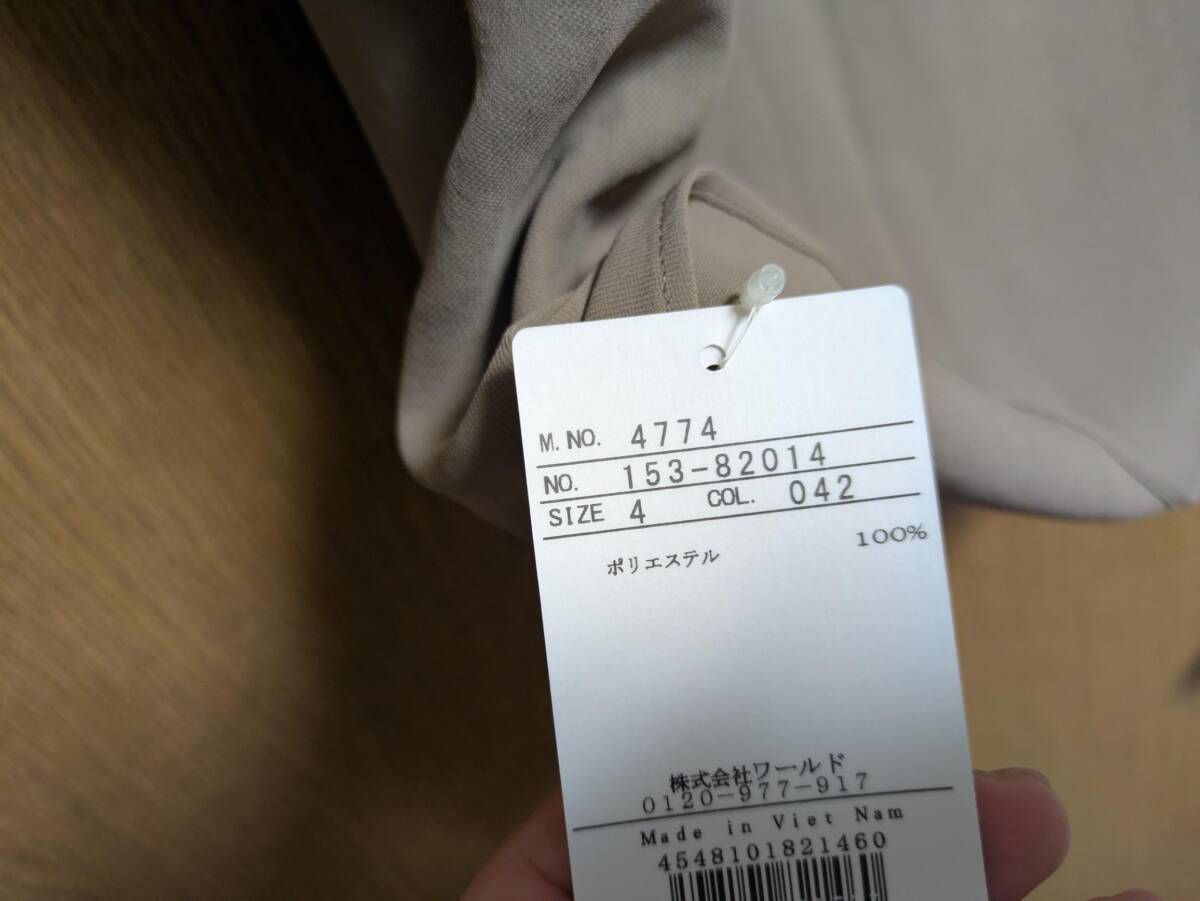 M.NO. 4774
NO. 153-82014
SIZE 4 COL. 042
ポリエステル 100%
株式会社ワールド
0120-977-917
Made in Viet Nam
4548101821460